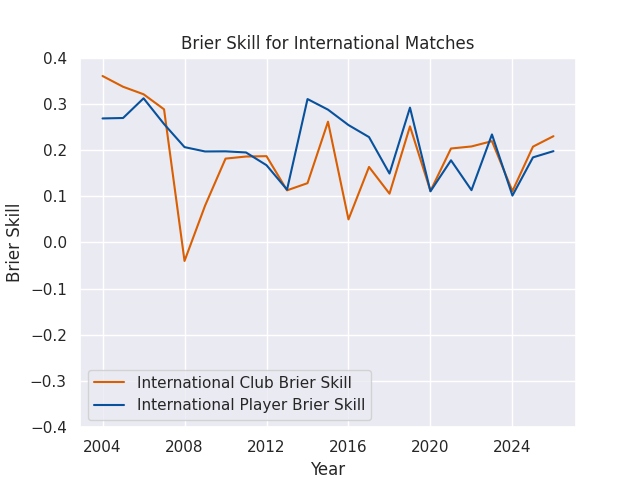 Brier Skill for International Matches
0.4
0.3
0.2
0.1
0.0
−0.1
−0.2
−0.3
−0.4
Brier Skill
International Club Brier Skill
International Player Brier Skill
2004 2008 2012 2016 2020 2024
Year